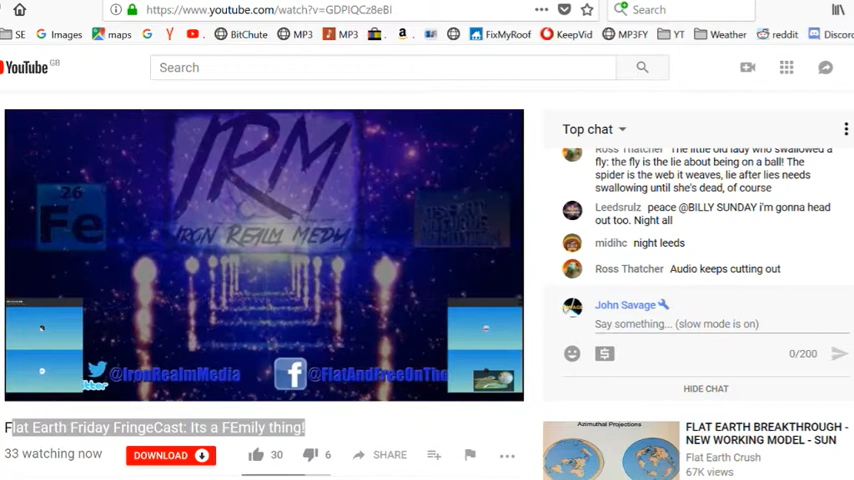 https://www.youtube.com/watch?v=GDPIQCz8eBI
Search
SE
Images
maps
BitChute
MP3
MP3
FixMyRoof
KeepVid
MP3FY
YT
Weather
reddit
Discord
YouTube GB
Search
IRM
IRON REALM MEDIA
26
Fe
@IronRealmMedia
@FlatAndFreeOnThe
Flat Earth Friday FringeCast: Its a FEmily thing!
33 watching now
DOWNLOAD
30
6
SHARE
Top chat
Ross Thatcher The little old lady who swallowed a
fly: the fly is the lie about being on a ball! The
spider is the web it weaves, lie after lies needs
swallowing until she's dead, of course
Leedsrulz peace @BILLY SUNDAY i'm gonna head
out too. Night all
midihc night leeds
Ross Thatcher Audio keeps cutting out
John Savage
Say something... (slow mode is on)
0/200
HIDE CHAT
Azimuthal Projections
FLAT EARTH BREAKTHROUGH -
NEW WORKING MODEL - SUN
Flat Earth Crush
67K views